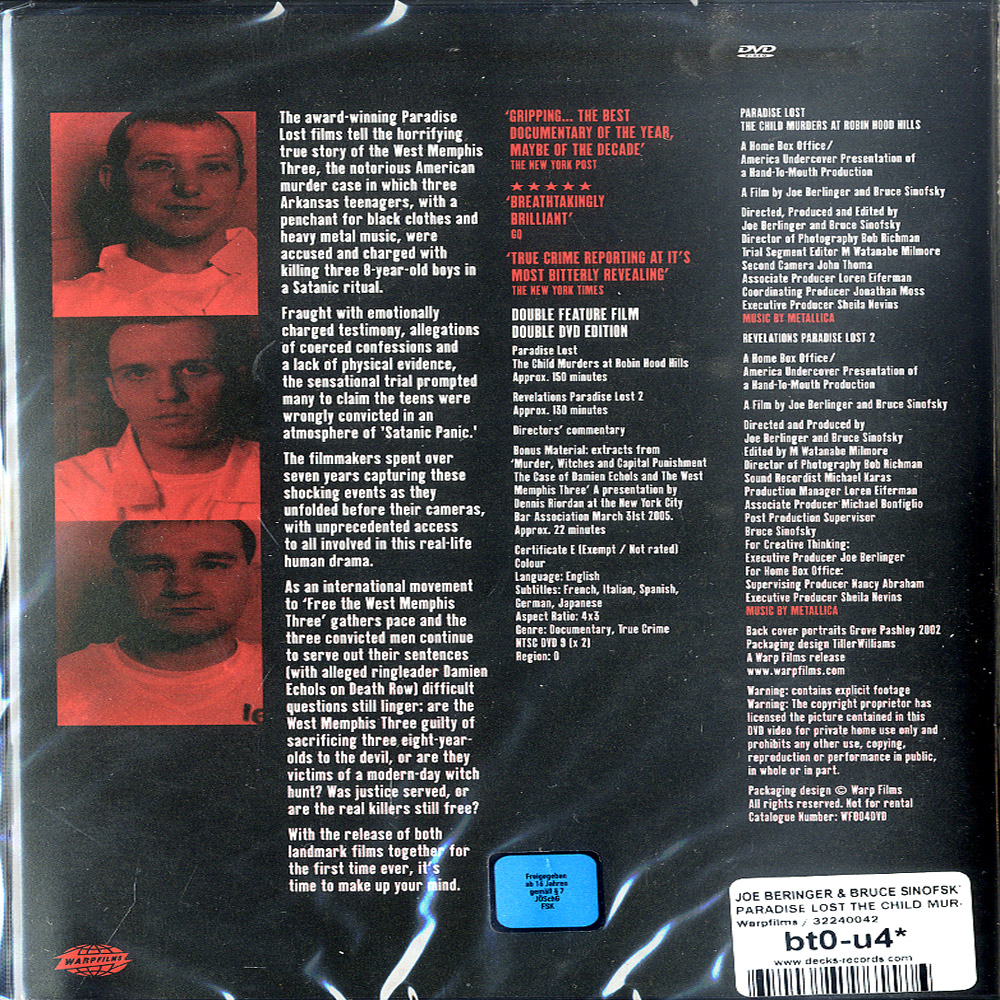 DVD
VIDEO
The award-winning Paradise
Lost films tell the horrifying
true story of the West Memphis
Three, the notorious American
murder case in which three
Arkansas teenagers, with a
penchant for black clothes and
heavy metal music, were
accused and charged with
killing three 8-year-old boys in
a Satanic ritual.
Fraught with emotionally
charged testimony, allegations
of coerced confessions and
a lack of physical evidence,
the sensational trial prompted
many to claim the teens were
wrongly convicted in an
atmosphere of 'Satanic Panic.'
The filmmakers spent over
seven years capturing these
shocking events as they
unfolded before their cameras,
with unprecedented access
to all involved in this real-life
human drama.
As an international movement
to 'Free the West Memphis
Three' gathers pace and the
three convicted men continue
to serve out their sentences
(with alleged ringleader Damien
Echols on Death Row) difficult
questions still linger: are the
West Memphis Three guilty of
sacrificing three eight-year-
olds to the devil, or are they
victims of a modern-day witch
hunt? Was justice served, or
are the real killers still free?
With the release of both
landmark films together for
the first time ever, it's
time to make up your mind.
'GRIPPING... THE BEST
DOCUMENTARY OF THE YEAR,
MAYBE OF THE DECADE'
THE NEW YORK POST
★★★★★
'BREATHTAKINGLY
BRILLIANT'
GQ
'TRUE CRIME REPORTING AT IT'S
MOST BITTERLY REVEALING'
THE NEW YORK TIMES
DOUBLE FEATURE FILM
DOUBLE DVD EDITION
Paradise Lost
The Child Murders at Robin Hood Hills
Approx. 150 minutes
Revelations Paradise Lost 2
Approx. 130 minutes
Directors' commentary
Bonus Material: extracts from
'Murder, Witches and Capital Punishment
The Case of Damien Echols and The West
Memphis Three' A presentation by
Dennis Riordan at the New York City
Bar Association March 31st 2005.
Approx. 22 minutes
Certificate E (Exempt / Not rated)
Colour
Language: English
Subtitles: French, Italian, Spanish,
German, Japanese
Aspect Ratio: 4x3
Genre: Documentary, True Crime
NTSC DVD 9 (x 2)
Region: 0
PARADISE LOST
THE CHILD MURDERS AT ROBIN HOOD HILLS
A Home Box Office/
America Undercover Presentation of
a Hand-To-Mouth Production
A Film by Joe Berlinger and Bruce Sinofsky
Directed, Produced and Edited by
Joe Berlinger and Bruce Sinofsky
Director of Photography Bob Richman
Trial Segment Editor M Watanabe Milmore
Second Camera John Thoma
Associate Producer Loren Eiferman
Coordinating Producer Jonathan Moss
Executive Producer Sheila Nevins
MUSIC BY METALLICA
REVELATIONS PARADISE LOST 2
A Home Box Office/
America Undercover Presentation of
a Hand-To-Mouth Production
A Film by Joe Berlinger and Bruce Sinofsky
Directed and Produced by
Joe Berlinger and Bruce Sinofsky
Edited by M Watanabe Milmore
Director of Photography Bob Richman
Sound Recordist Michael Karas
Production Manager Loren Eiferman
Associate Producer Michael Bonfiglio
Post Production Superviser
Bruce Sinofsky
For Creative Thinking:
Executive Producer Joe Berlinger
For Home Box Office:
Supervising Producer Nancy Abraham
Executive Producer Sheila Nevins
MUSIC BY METALLICA
Back cover portraits Grove Pashley 2002
Packaging design TillerWilliams
A Warp Films release
www.warpfilms.com
Warning: contains explicit footage
Warning: The copyright proprietor has
licensed the picture contained in this
DVD video for private home use only and
prohibits any other use, copying,
reproduction or performance in public,
in whole or in part.
Packaging design © Warp Films
All rights reserved. Not for rental
Catalogue Number: WF004DVD
Freigegeben
ab 16 Jahren
gemäß § 7
JÖSchG
FSK
WARPFILMS
JOE BERINGER & BRUCE SINOFSK
PARADISE LOST THE CHILD MUR-
Warpfilms / 32240042
bt0-u4*
www.decks-records.com